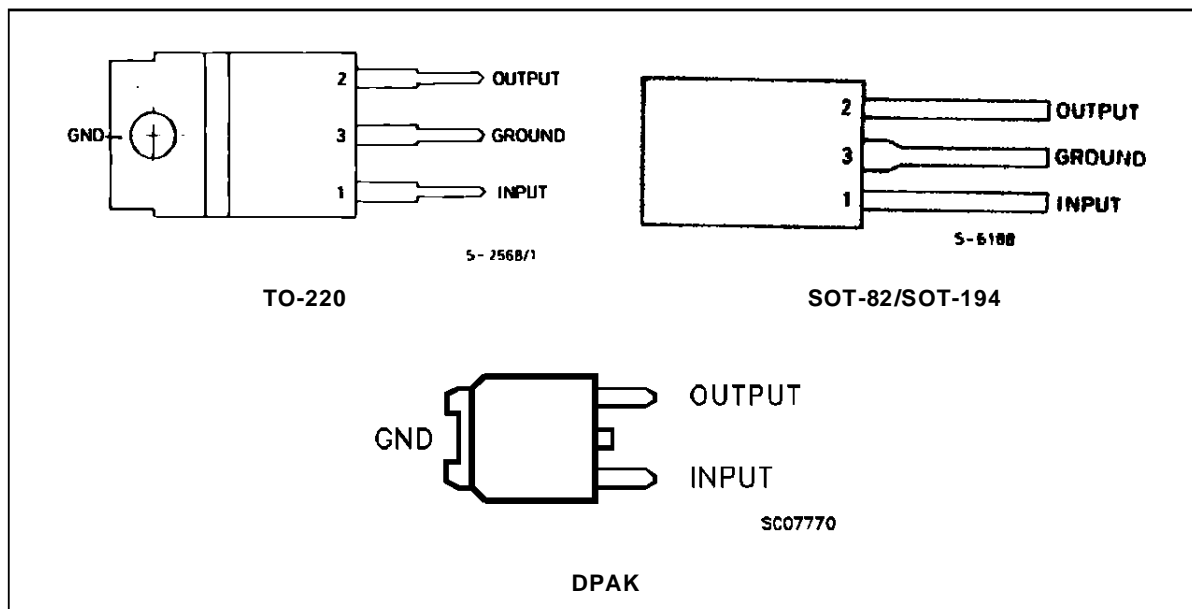 2 OUTPUT
GND 3 GROUND
1 INPUT
S-2568/1
TO-220
2 OUTPUT
3 GROUND
1 INPUT
S-6188
SOT-82/SOT-194
OUTPUT
GND
INPUT
SC07770
DPAK